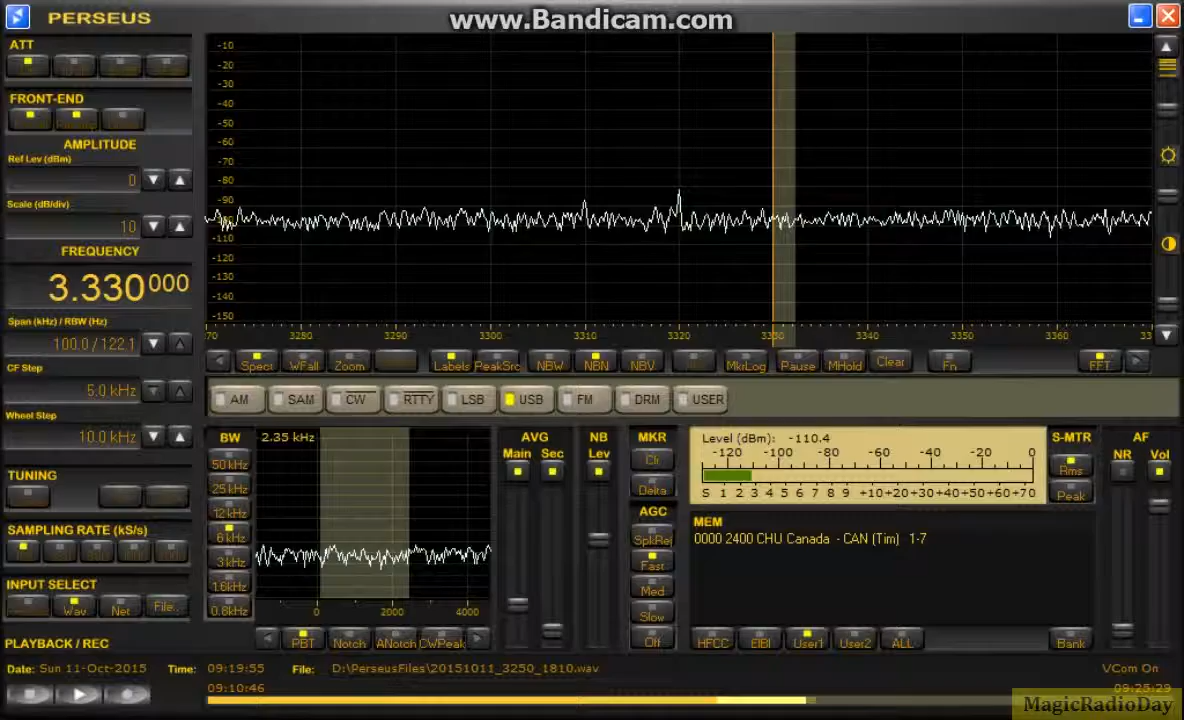 PERSEUS
www.Bandicam.com
ATT
FRONT-END
AMPLITUDE
Ref Lev (dBm)
0
Scale (dB/div)
10
FREQUENCY
3.330000
Span (kHz) / RBW (Hz)
100.0 / 122.1
CF Step
5.0 kHz
Wheel Step
10.0 kHz
TUNING
SAMPLING RATE (kS/s)
INPUT SELECT
Wav Net File..
PLAYBACK / REC
-10
-20
-30
-40
-50
-60
-70
-80
-90
-110
-120
-130
-140
-150
70 3280 3290 3300 3310 3320 3330 3340 3350 3360
Spect WFall Zoom Labels PeakSrc NBW NBN NBV MkrLog Pause MHold Clear Fn FFT
AM SAM CW RTTY LSB USB FM DRM USER
BW
50 kHz
25 kHz
12 kHz
6 kHz
3 kHz
1.6kHz
0.6kHz
2.35 kHz
0 2000 4000
PBT Notch ANotch CWPeak
AVG
Main Sec
NB
Lev
MKR
Clr
Delta
AGC
SpkRej
Fast
Med
Slow
Off
Level (dBm): -110.4
-120 -100 -80 -60 -40 -20 0
S 1 2 3 4 5 6 7 8 9 +10+20+30+40+50+60+70
S-MTR
Rms
Peak
AF
NR Vol
MEM
0000 2400 CHU Canada - CAN (Tim) 1-7
HFCC EIBI User1 User2 ALL Bank
Date: Sun 11-Oct-2015 Time: 09:19:55 File: D:\PerseusFiles\20151011_3250_1810.wav VCom On
09:10:46 09:25:29
MagicRadioDay